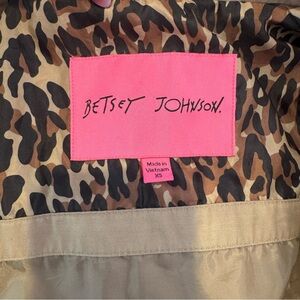 BETSEY JOHNSON.
Made in
Vietnam
XS